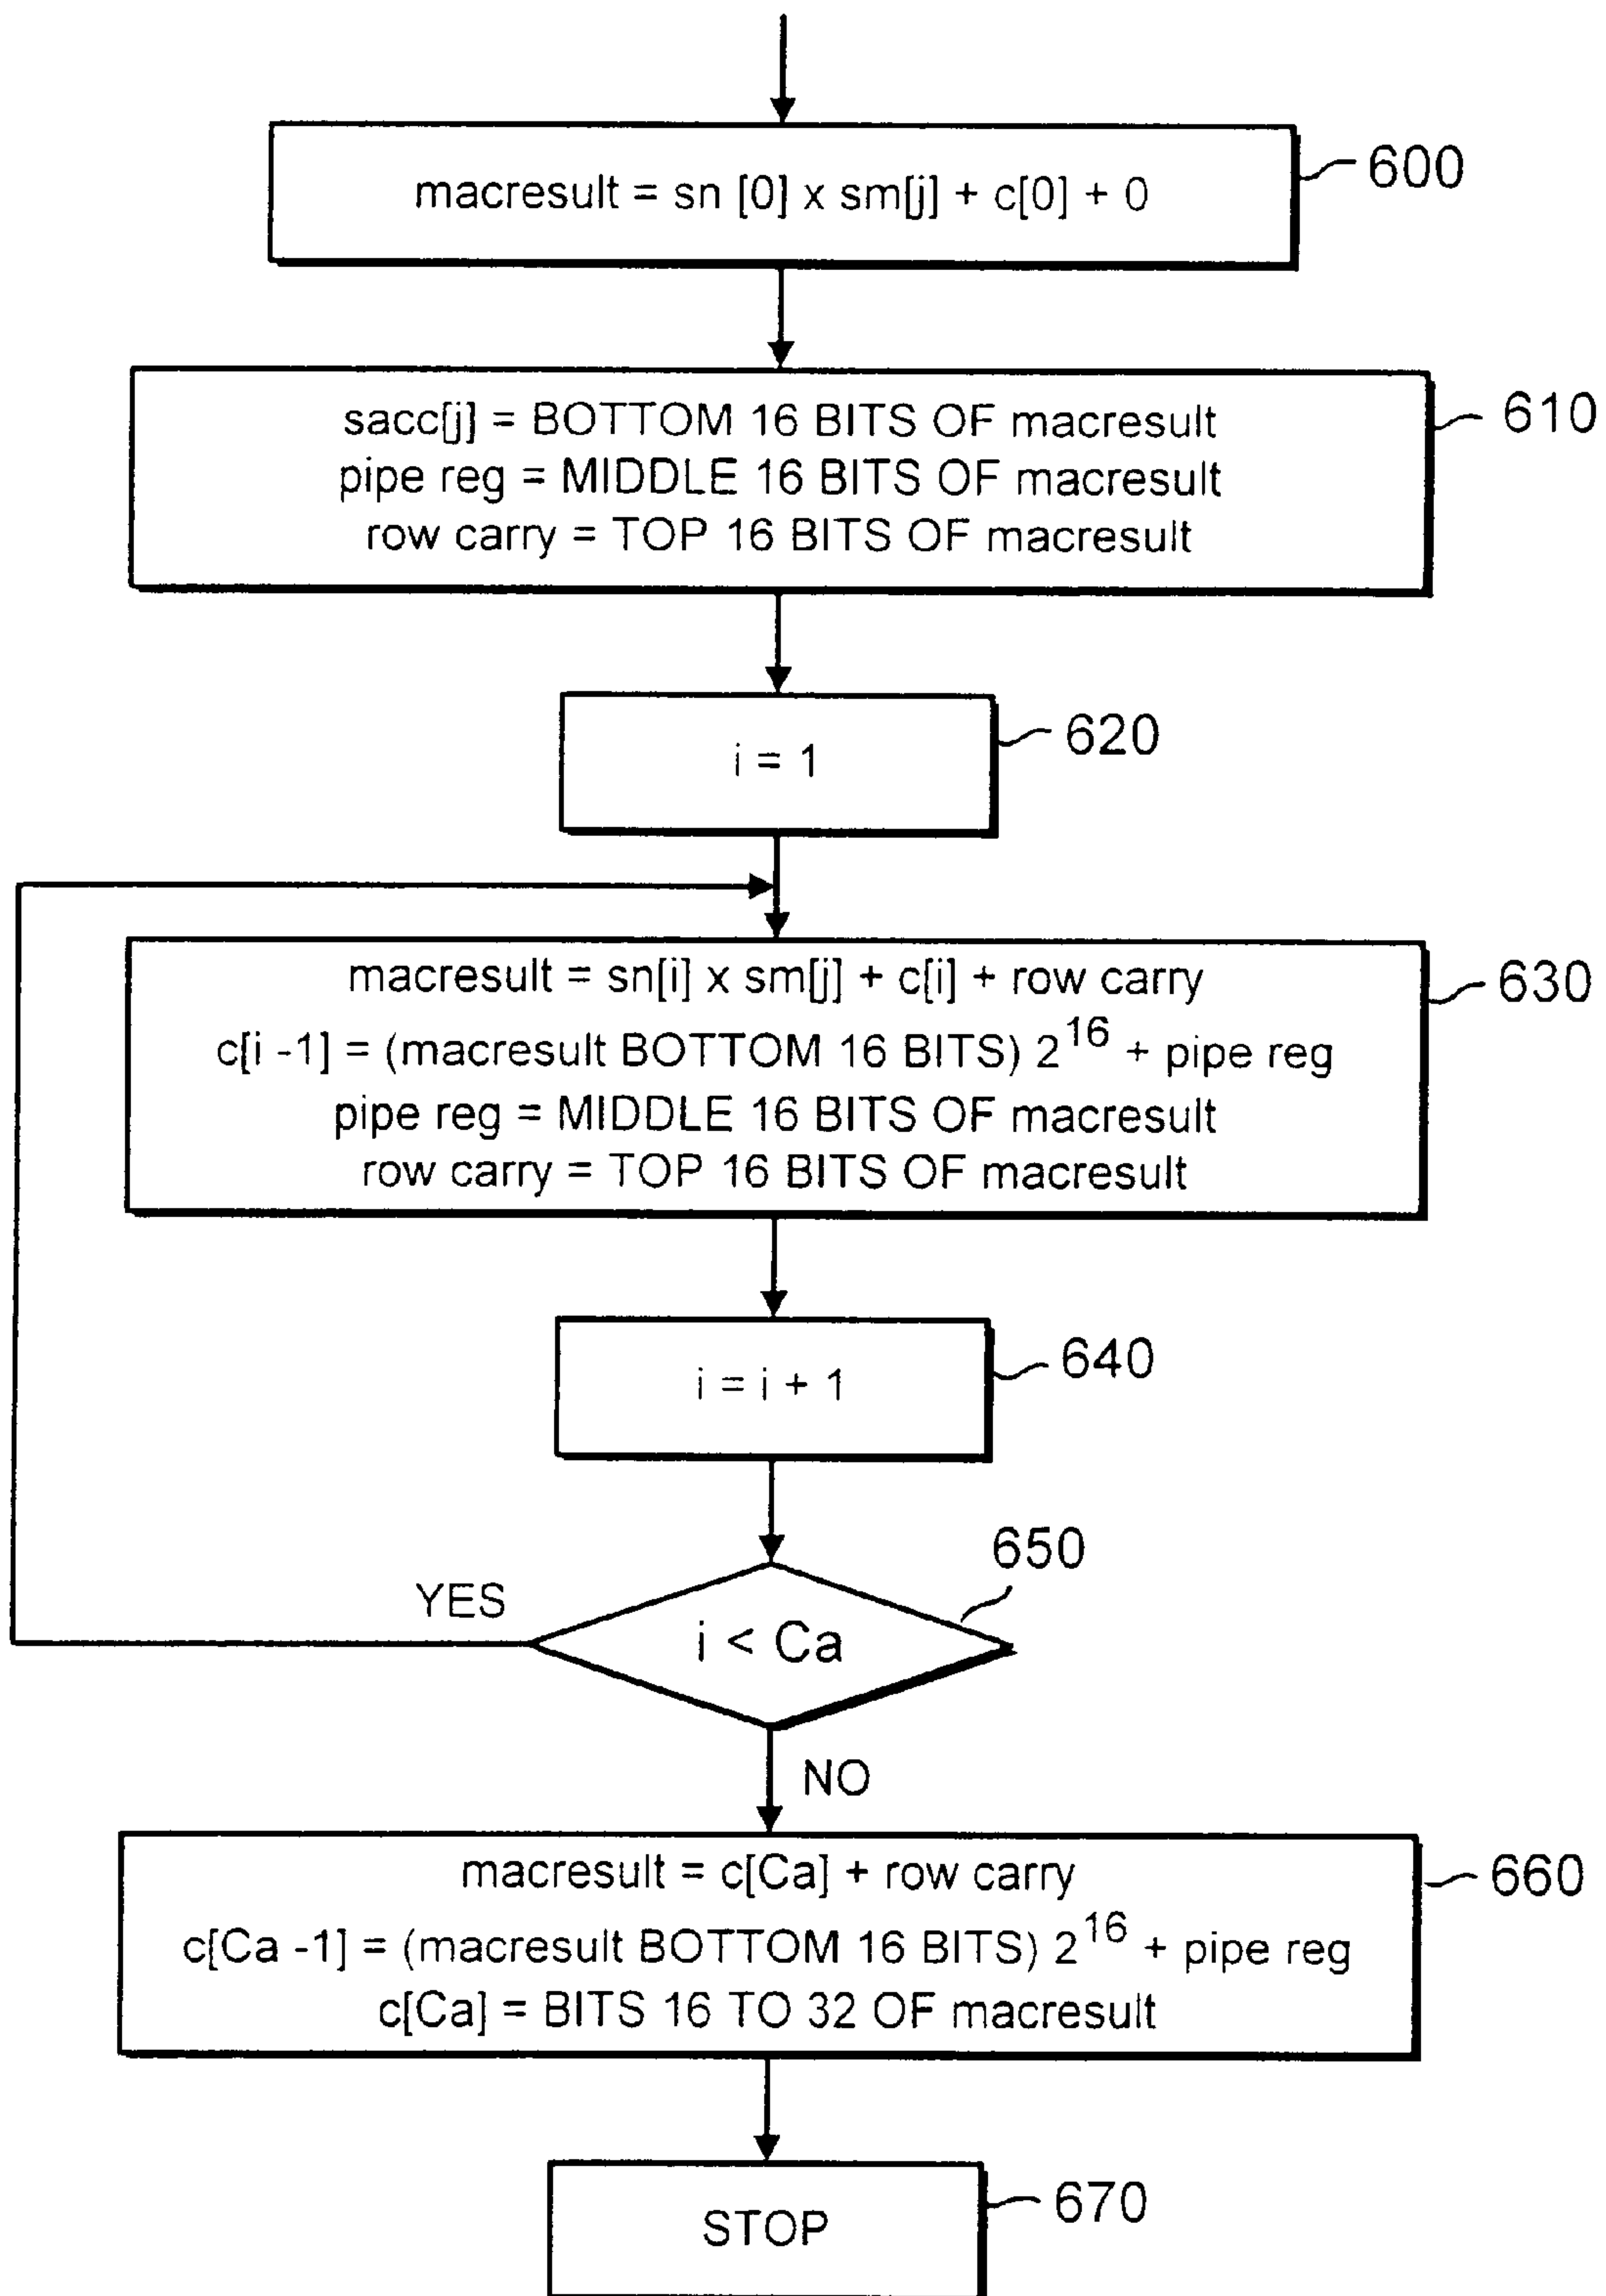 macresult = sn [0] x sm[j] + c[0] + 0
600
sacc[j] = BOTTOM 16 BITS OF macresult
pipe reg = MIDDLE 16 BITS OF macresult
row carry = TOP 16 BITS OF macresult
610
i = 1
620
macresult = sn[i] x sm[j] + c[i] + row carry
c[i -1] = (macresult BOTTOM 16 BITS) 2^16 + pipe reg
pipe reg = MIDDLE 16 BITS OF macresult
row carry = TOP 16 BITS OF macresult
630
i = i + 1
640
650
YES
i < Ca
NO
macresult = c[Ca] + row carry
c[Ca -1] = (macresult BOTTOM 16 BITS) 2^16 + pipe reg
c[Ca] = BITS 16 TO 32 OF macresult
660
STOP
670